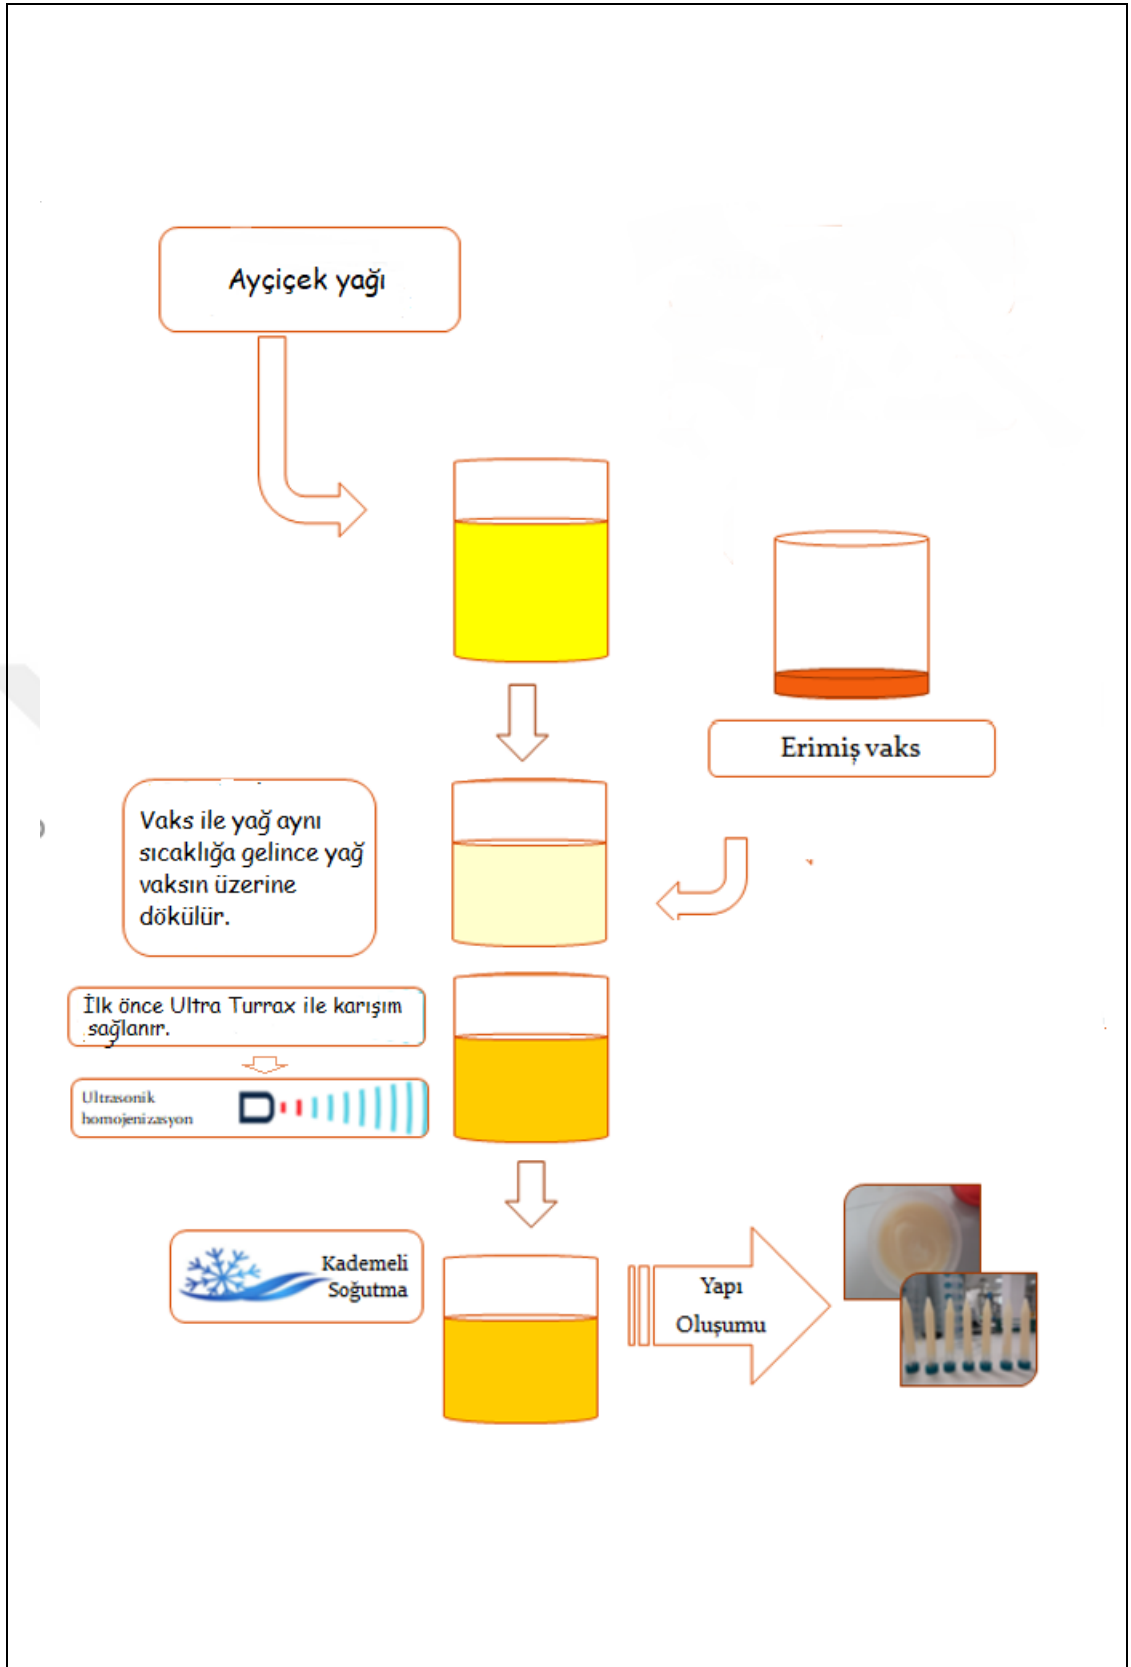 Ayçiçek yağı
Erimiş vaks
Vaks ile yağ aynı
sıcaklığa gelince yağ
vaksın üzerine
dökülür.
İlk önce Ultra Turrax ile karışım
sağlanır.
Ultrasonik
homojenizasyon
Kademeli
Soğutma
Yapı
Oluşumu